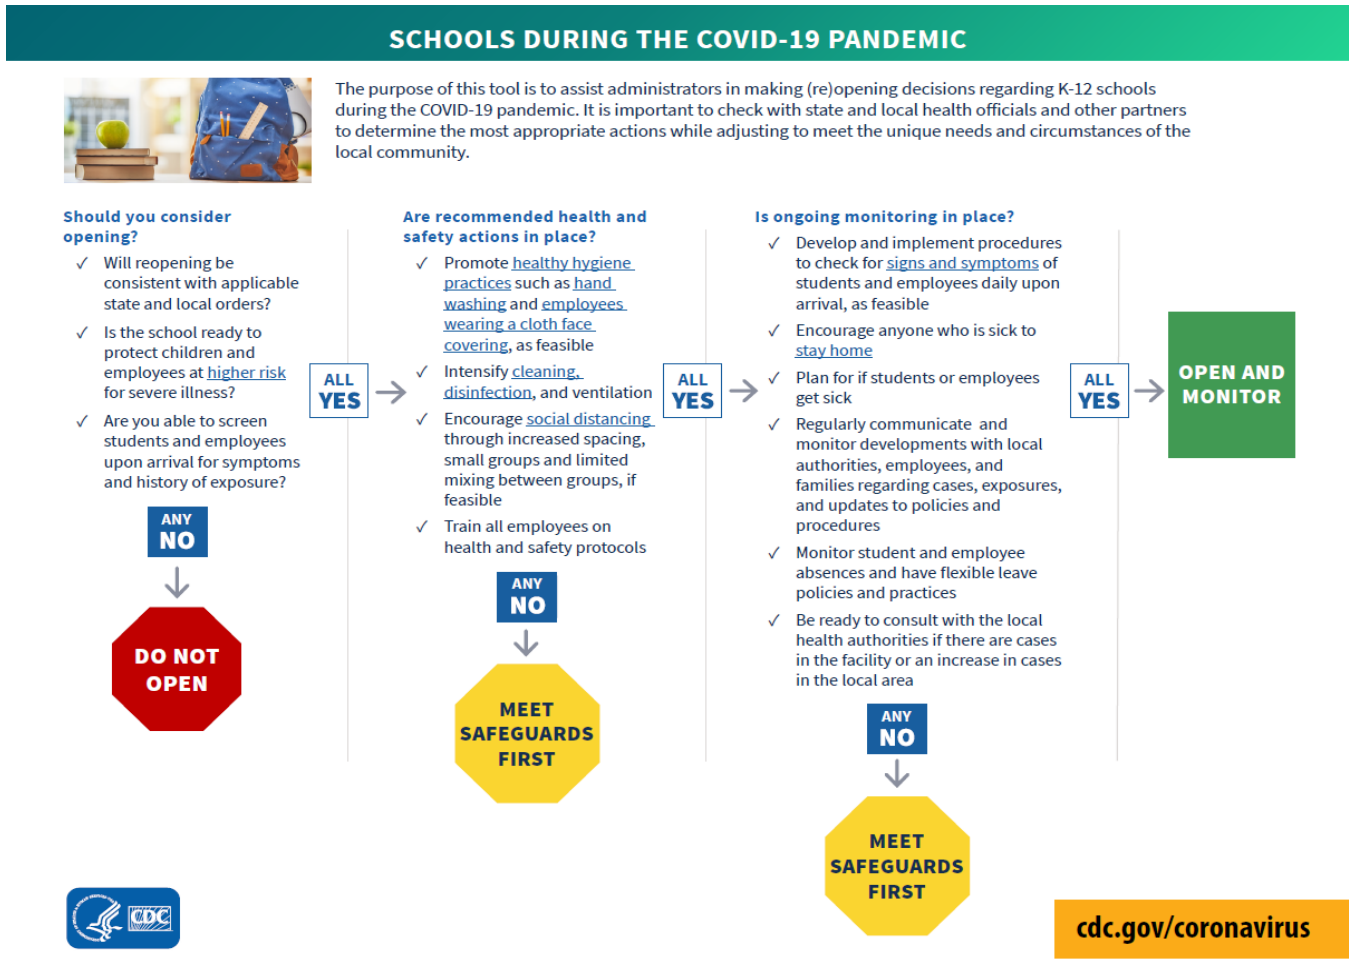 SCHOOLS DURING THE COVID-19 PANDEMIC
The purpose of this tool is to assist administrators in making (re)opening decisions regarding K-12 schools
during the COVID-19 pandemic. It is important to check with state and local health officials and other partners
to determine the most appropriate actions while adjusting to meet the unique needs and circumstances of the
local community.
Should you consider
opening?
✓ Will reopening be
consistent with applicable
state and local orders?
✓ Is the school ready to
protect children and
employees at higher risk
for severe illness?
✓ Are you able to screen
students and employees
upon arrival for symptoms
and history of exposure?
ANY
NO
DO NOT
OPEN
ALL
YES
Are recommended health and
safety actions in place?
✓ Promote healthy hygiene
practices such as hand
washing and employees
wearing a cloth face
covering, as feasible
✓ Intensify cleaning,
disinfection, and ventilation
✓ Encourage social distancing
through increased spacing,
small groups and limited
mixing between groups, if
feasible
✓ Train all employees on
health and safety protocols
ANY
NO
MEET
SAFEGUARDS
FIRST
ALL
YES
Is ongoing monitoring in place?
✓ Develop and implement procedures
to check for signs and symptoms of
students and employees daily upon
arrival, as feasible
✓ Encourage anyone who is sick to
stay home
✓ Plan for if students or employees
get sick
✓ Regularly communicate and
monitor developments with local
authorities, employees, and
families regarding cases, exposures,
and updates to policies and
procedures
✓ Monitor student and employee
absences and have flexible leave
policies and practices
✓ Be ready to consult with the local
health authorities if there are cases
in the facility or an increase in cases
in the local area
ANY
NO
MEET
SAFEGUARDS
FIRST
ALL
YES
OPEN AND
MONITOR
CDC
cdc.gov/coronavirus